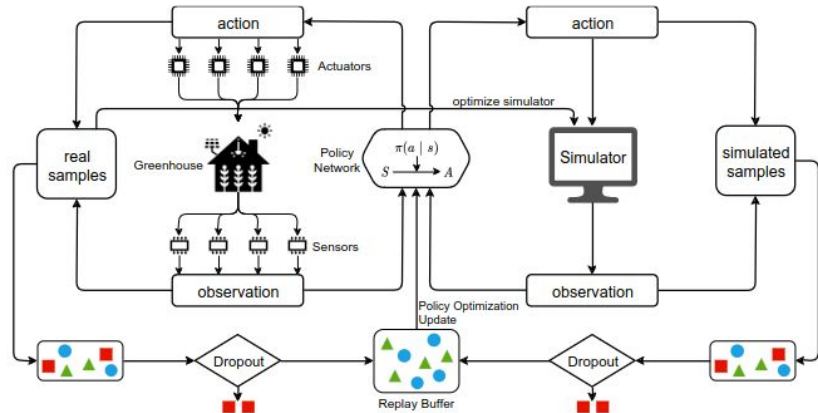 action
action
Actuators
optimize simulator
real
samples
Greenhouse
Policy
Network
π(a | s)
S
A
Simulator
simulated
samples
Sensors
observation
observation
Policy Optimization
Update
Dropout
Dropout
Replay Buffer